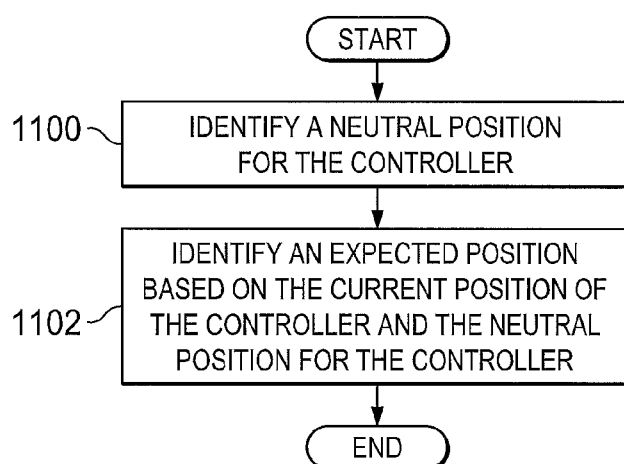 START
1100
IDENTIFY A NEUTRAL POSITION
FOR THE CONTROLLER
1102
IDENTIFY AN EXPECTED POSITION
BASED ON THE CURRENT POSITION OF
THE CONTROLLER AND THE NEUTRAL
POSITION FOR THE CONTROLLER
END